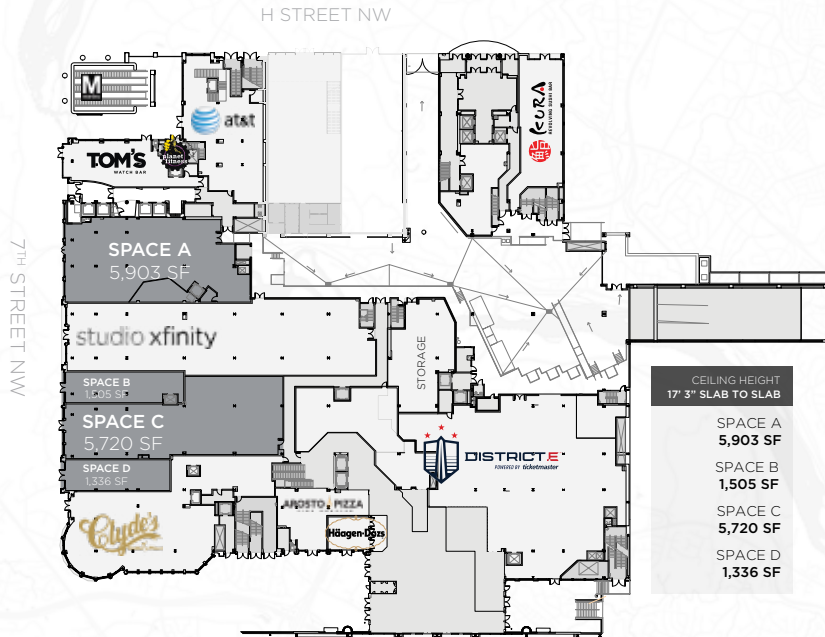 H STREET NW
M
at&t
KURA
REVOLVING SUSHI BAR
TOM'S
WATCH BAR
planet
fitness
7TH STREET NW
SPACE A
5,903 SF
studio xfinity
STORAGE
SPACE B
1,505 SF
SPACE C
5,720 SF
SPACE D
1,336 SF
DISTRICT E
POWERED BY ticketmaster
AROSTO PIZZA
Häagen-Dazs
Clyde's
CEILING HEIGHT
17' 3" SLAB TO SLAB
SPACE A
5,903 SF
SPACE B
1,505 SF
SPACE C
5,720 SF
SPACE D
1,336 SF